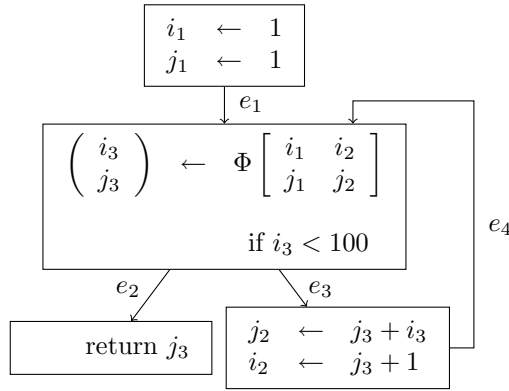 i₁ ← 1
j₁ ← 1
e₁
( i₃ j₃ ) ← Φ [ i₁ i₂
j₁ j₂ ]
if i₃ < 100
e₄
e₂
e₃
return j₃
j₂ ← j₃ + i₃
i₂ ← j₃ + 1